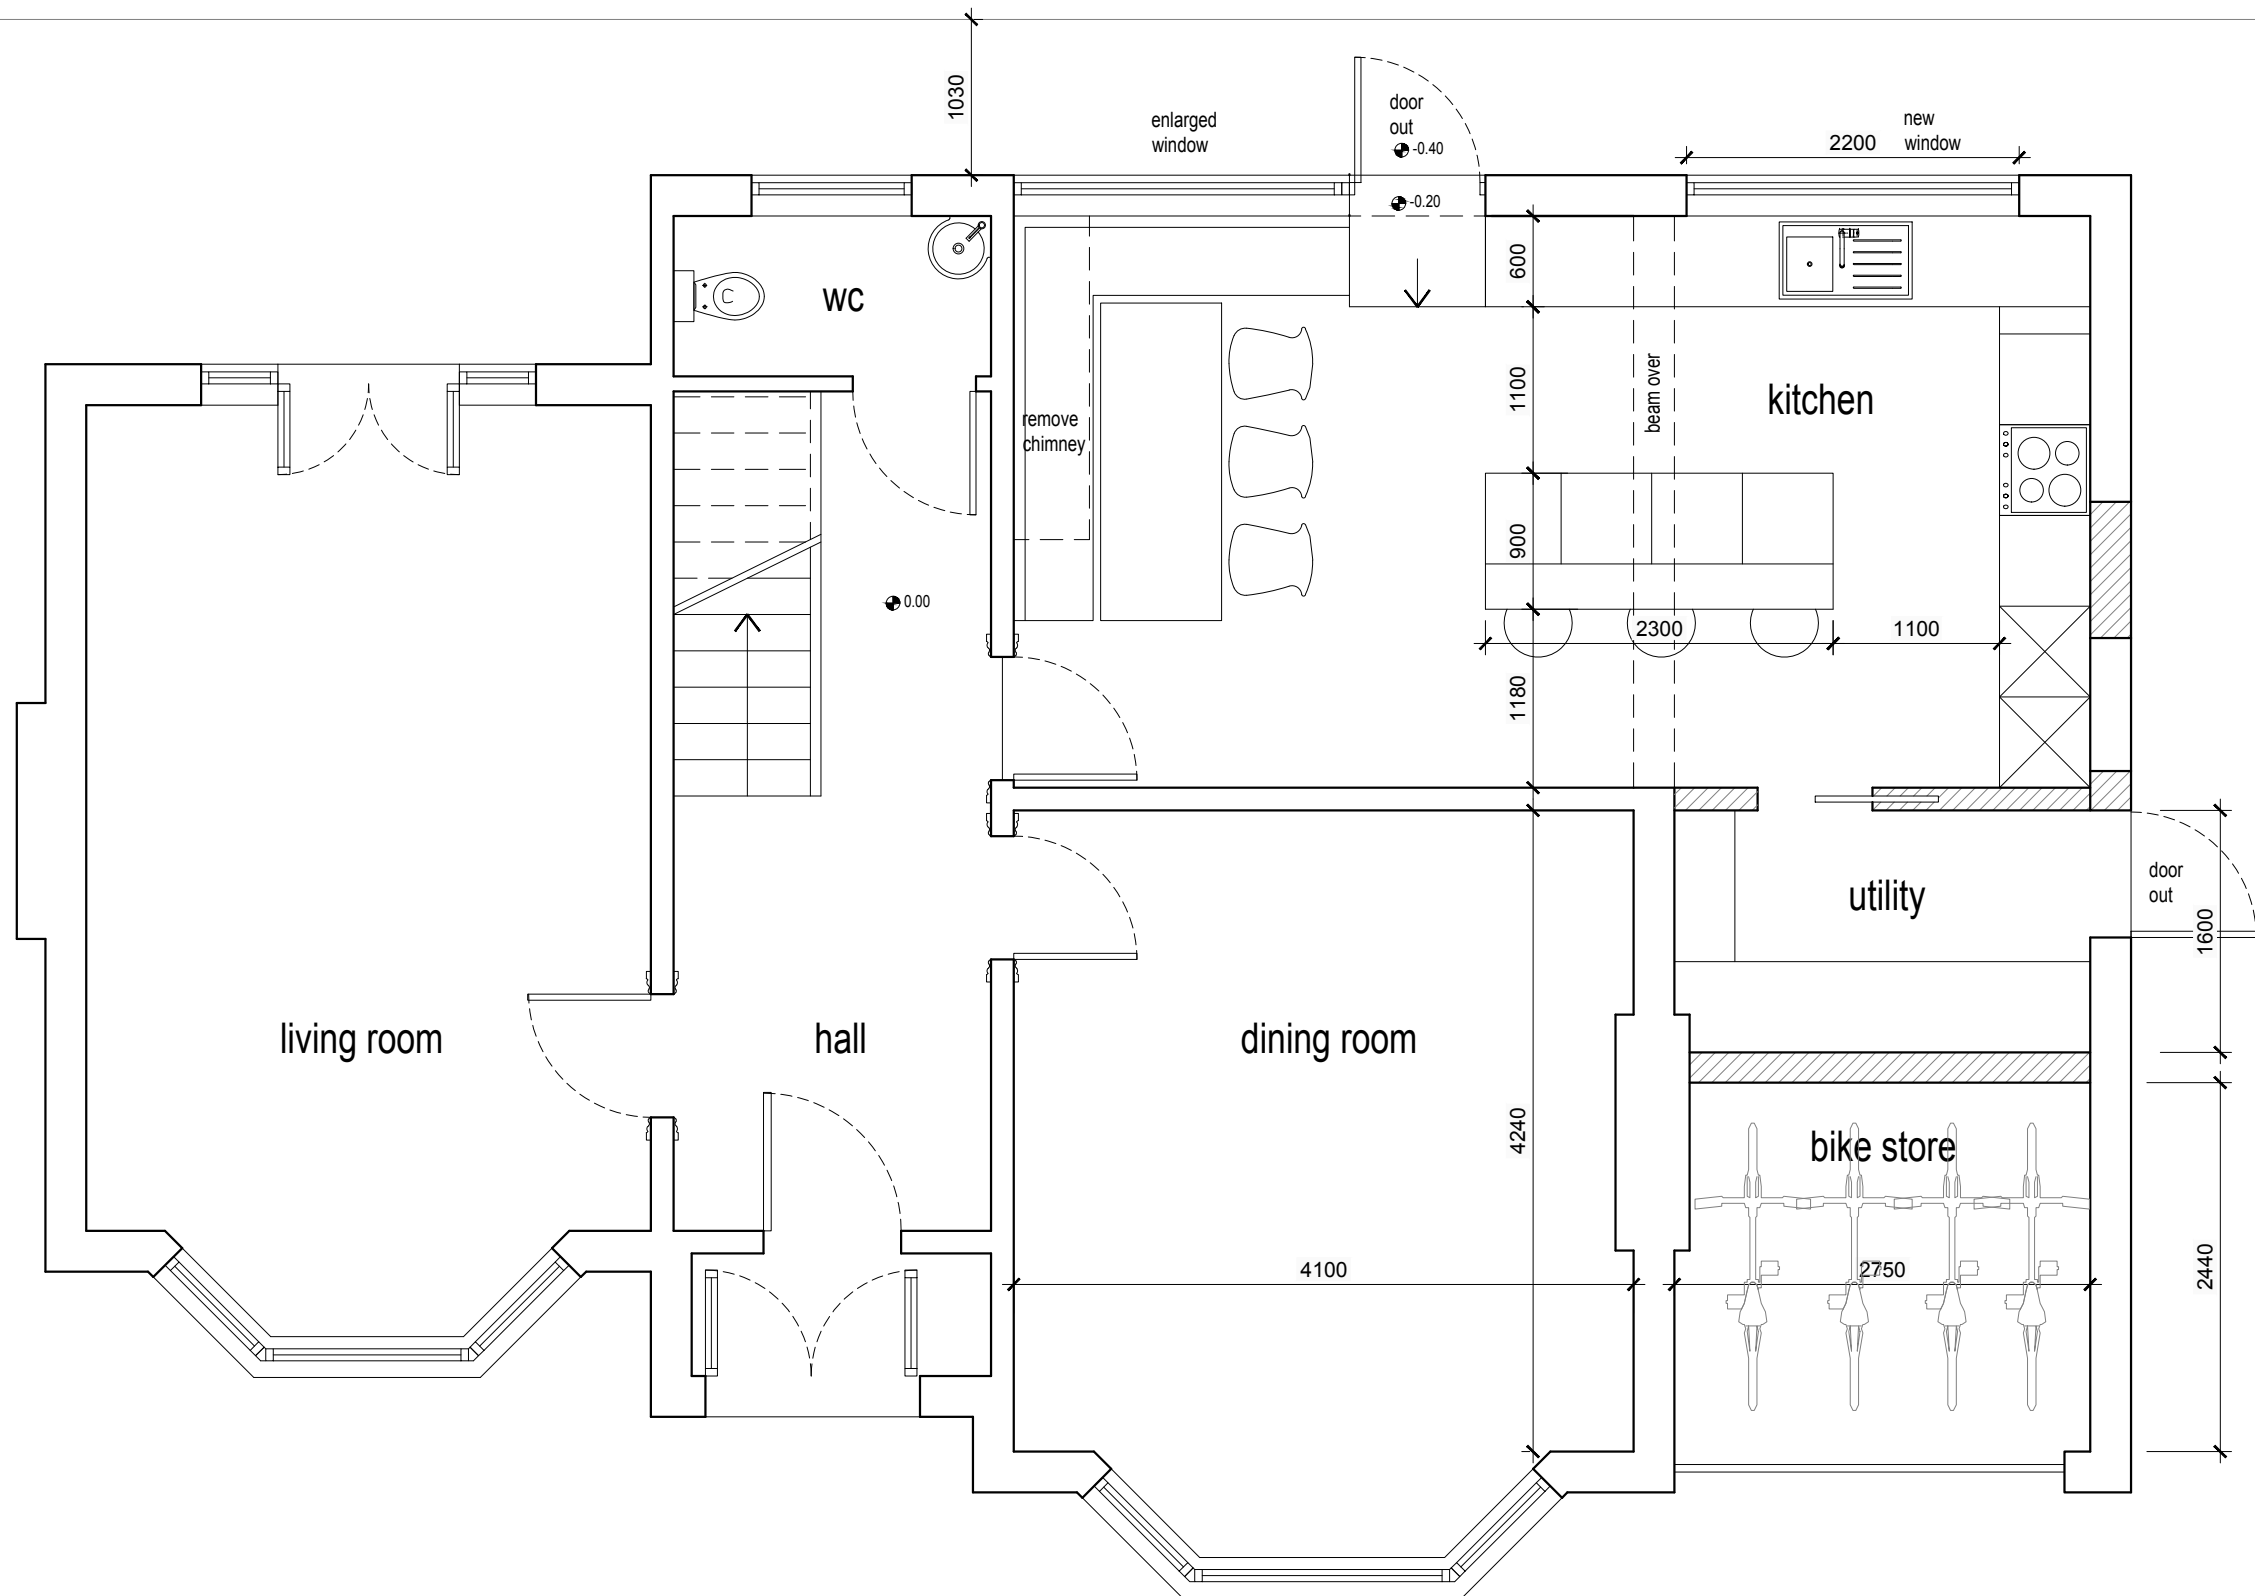 1030
enlarged
window
door
out
-0.40
-0.20
new
window
2200
600
wc
1100
beam over
kitchen
remove
chimney
900
0.00
2300
1100
1180
door
out
utility
1600
living room
hall
dining room
4240
bike store
4100
2750
2440